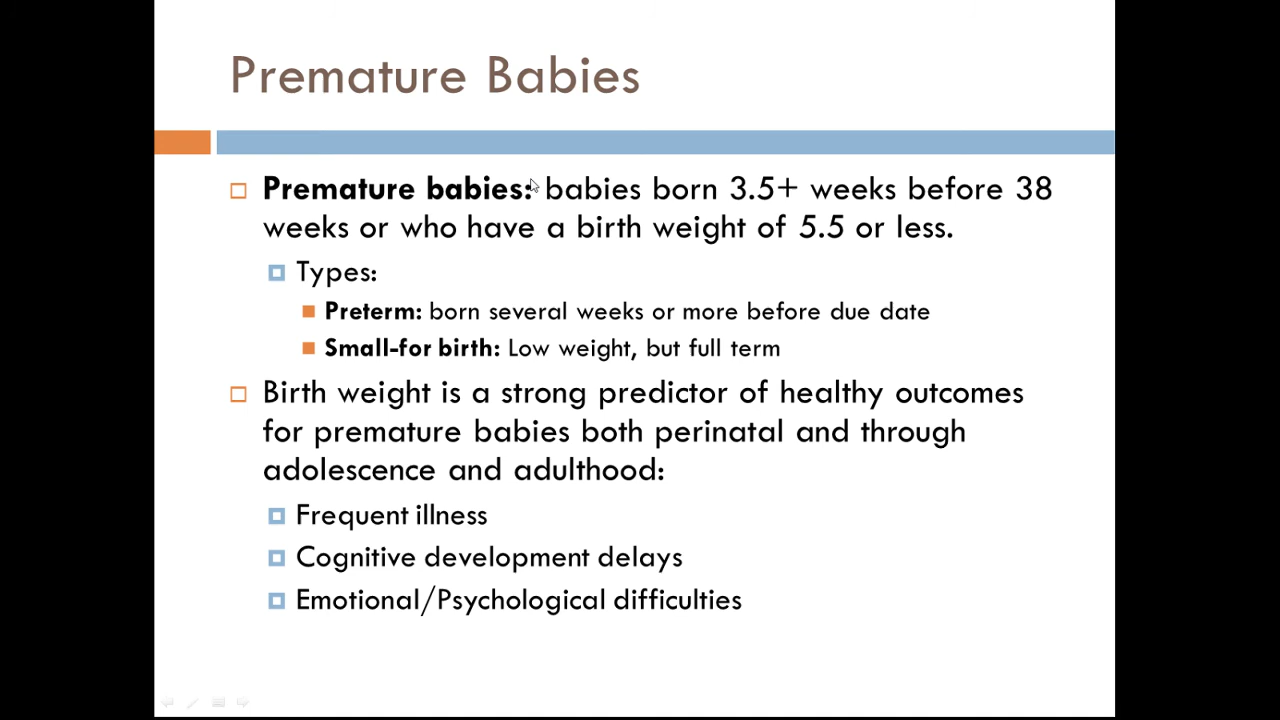 Premature Babies
Premature babies: babies born 3.5+ weeks before 38
weeks or who have a birth weight of 5.5 or less.
Types:
Preterm: born several weeks or more before due date
Small-for birth: Low weight, but full term
Birth weight is a strong predictor of healthy outcomes
for premature babies both perinatal and through
adolescence and adulthood:
Frequent illness
Cognitive development delays
Emotional/Psychological difficulties